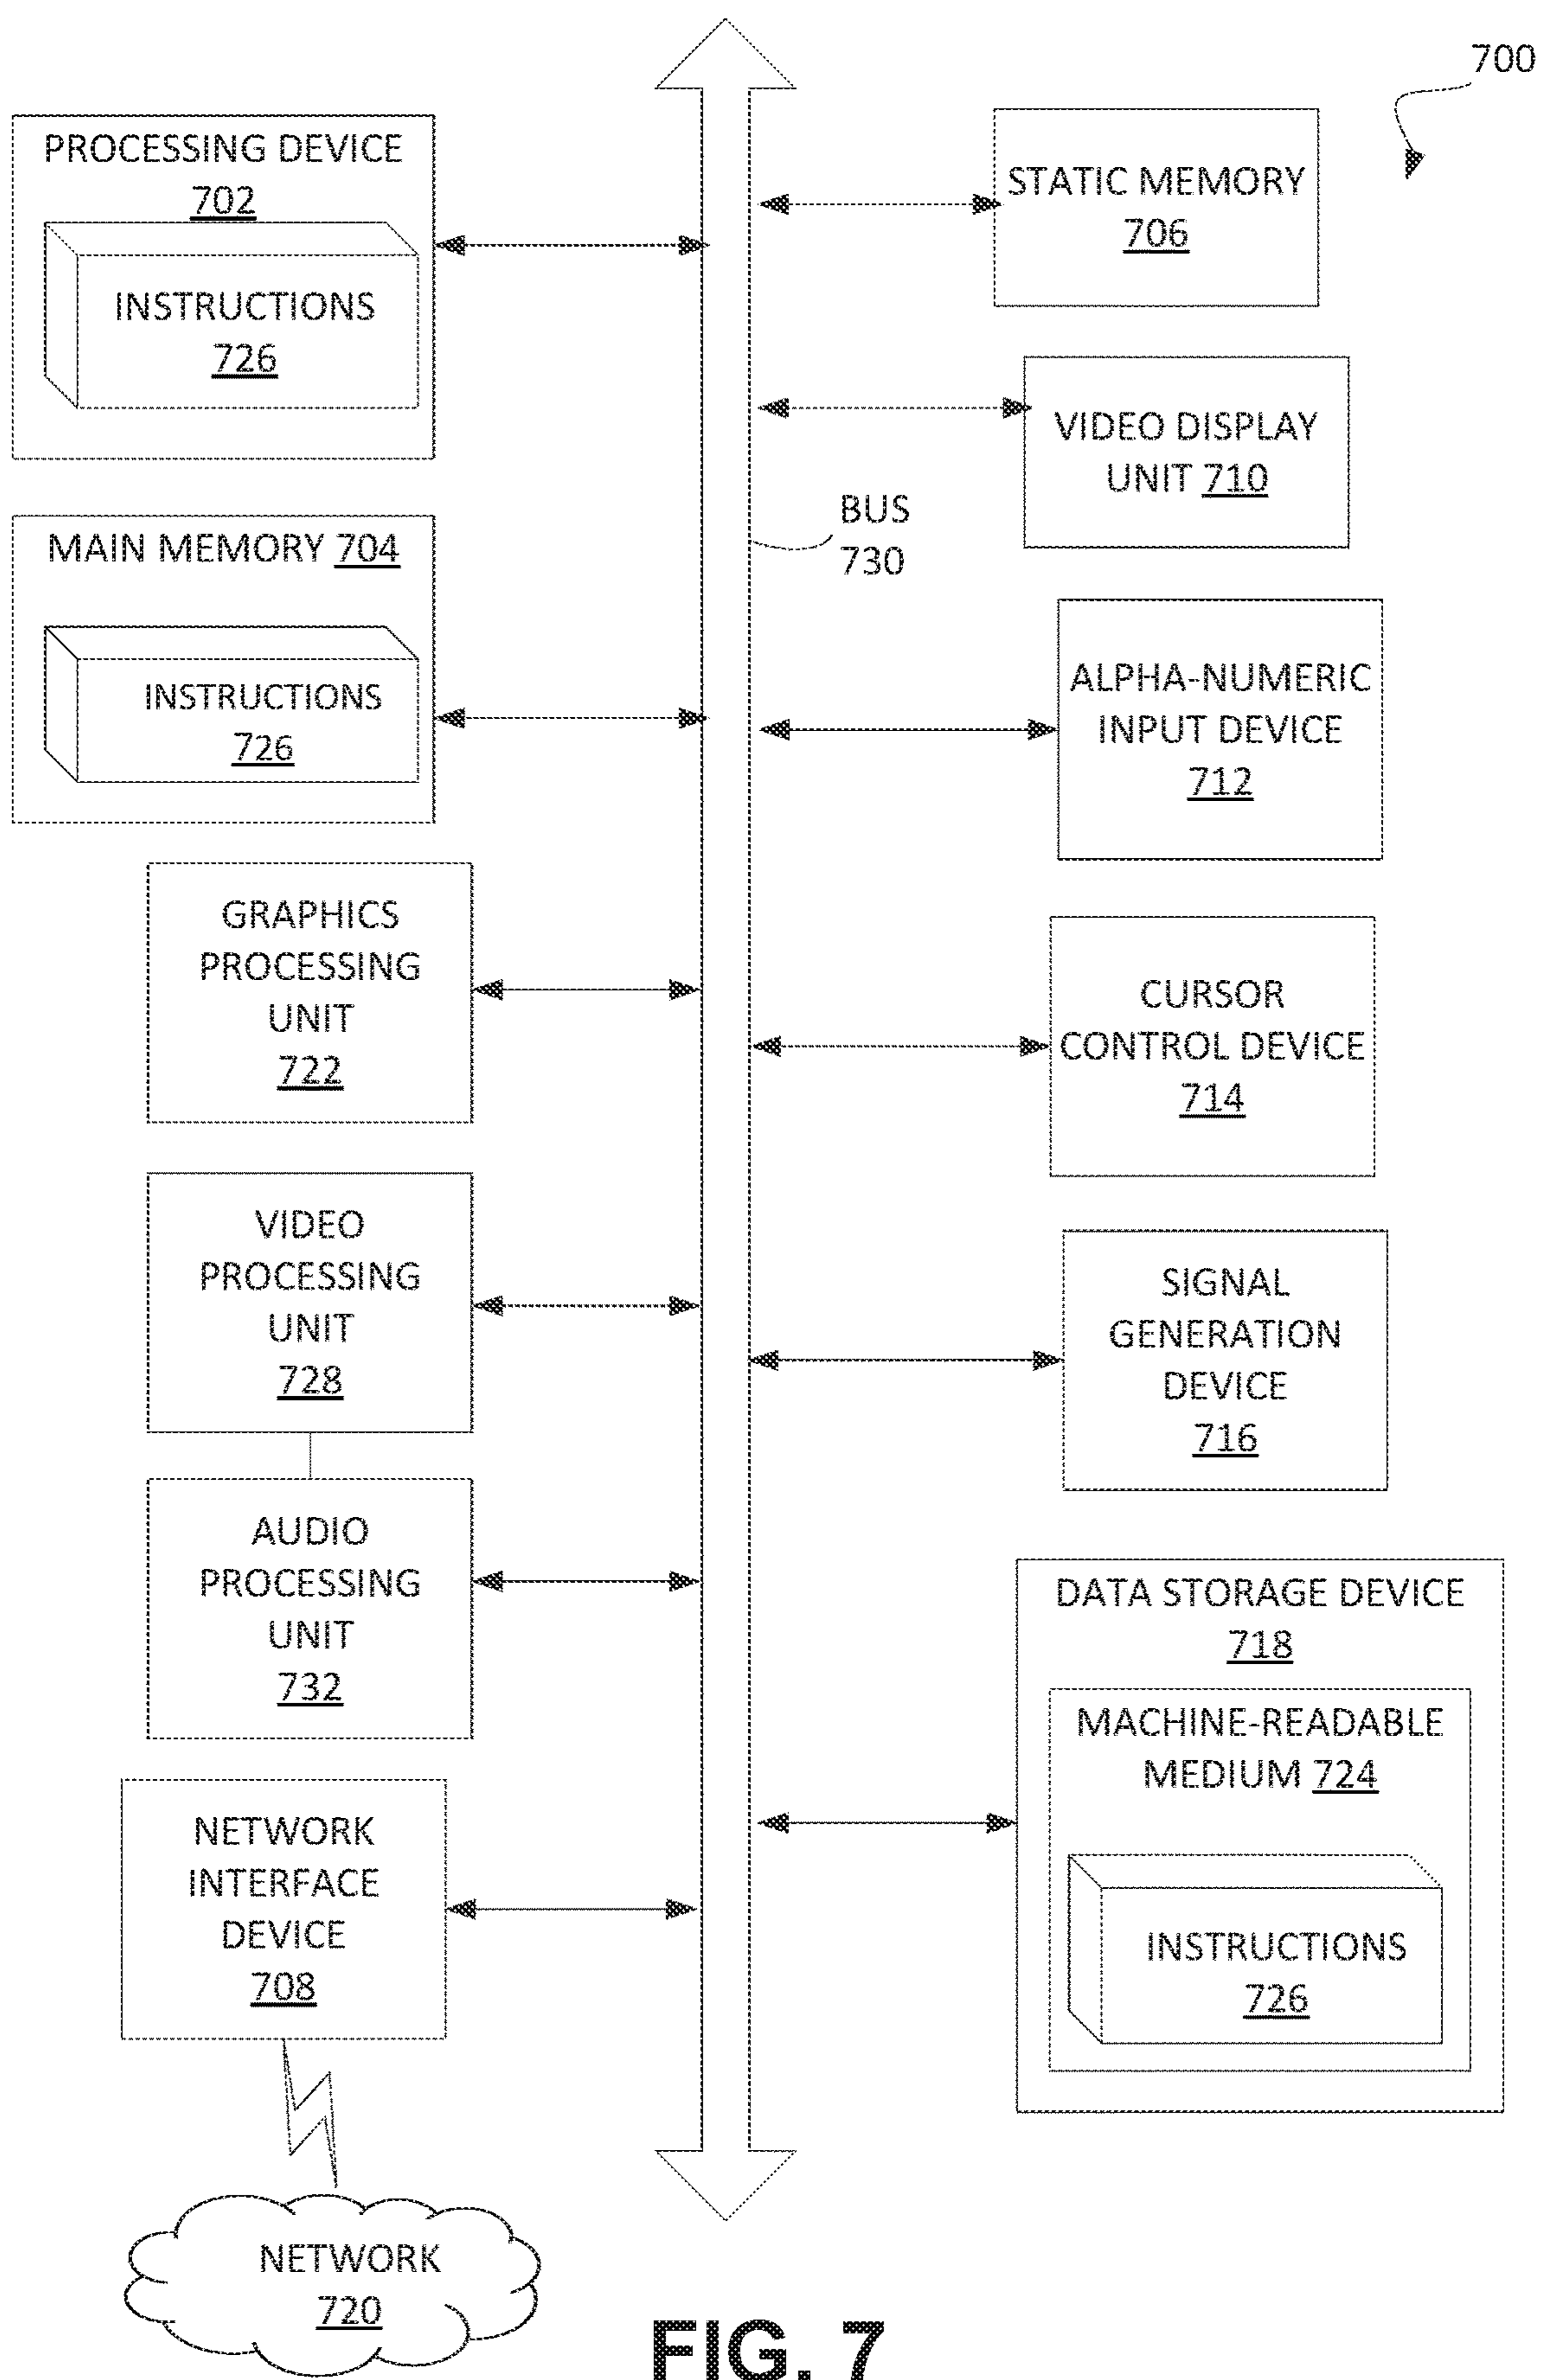 700
PROCESSING DEVICE
702
INSTRUCTIONS
726
MAIN MEMORY 704
INSTRUCTIONS
726
GRAPHICS
PROCESSING
UNIT
722
VIDEO
PROCESSING
UNIT
728
AUDIO
PROCESSING
UNIT
732
NETWORK
INTERFACE
DEVICE
708
NETWORK
720
BUS
730
STATIC MEMORY
706
VIDEO DISPLAY
UNIT 710
ALPHA-NUMERIC
INPUT DEVICE
712
CURSOR
CONTROL DEVICE
714
SIGNAL
GENERATION
DEVICE
716
DATA STORAGE DEVICE
718
MACHINE-READABLE
MEDIUM 724
INSTRUCTIONS
726
FIG. 7